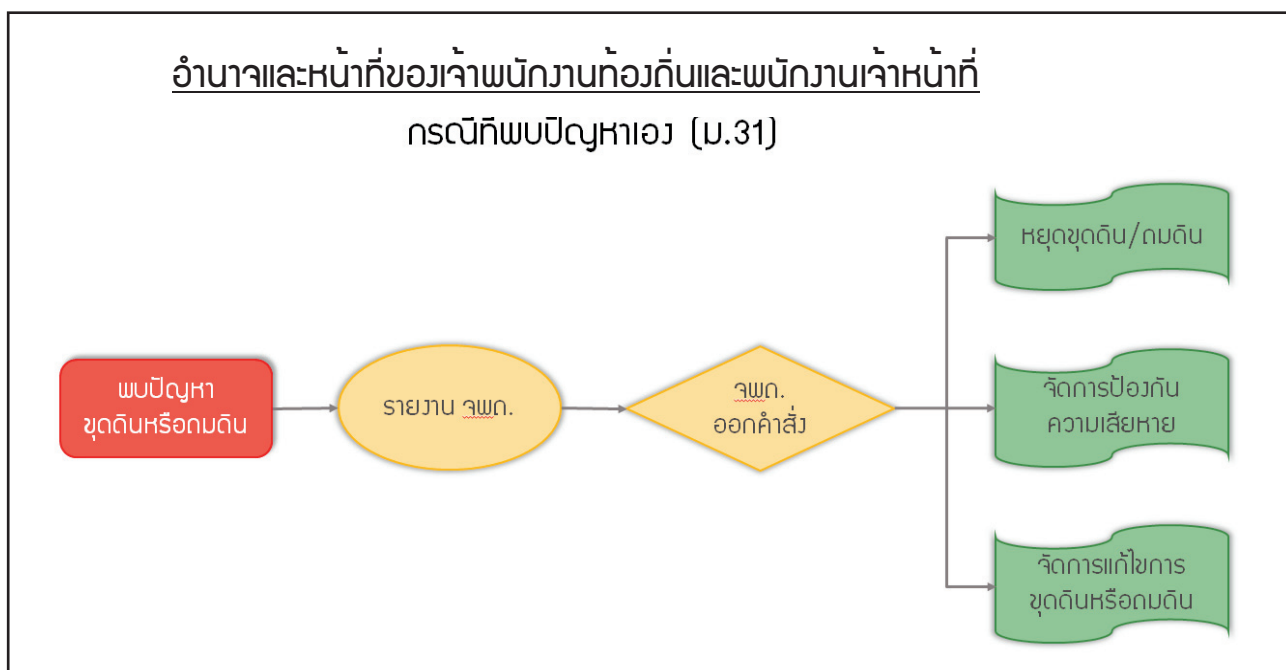 อำนาจและหน้าที่ของเจ้าพนักงานท้องถิ่นและพนักงานเจ้าหน้าที่
กรณีที่พบปัญหาเอง (ม.31)
พบปัญหา
ขุดดินหรือถมดิน
รายงาน จพถ.
จพถ.
ออกคำสั่ง
หยุดขุดดิน/ถมดิน
จัดการป้องกัน
ความเสียหาย
จัดการแก้ไขการ
ขุดดินหรือถมดิน